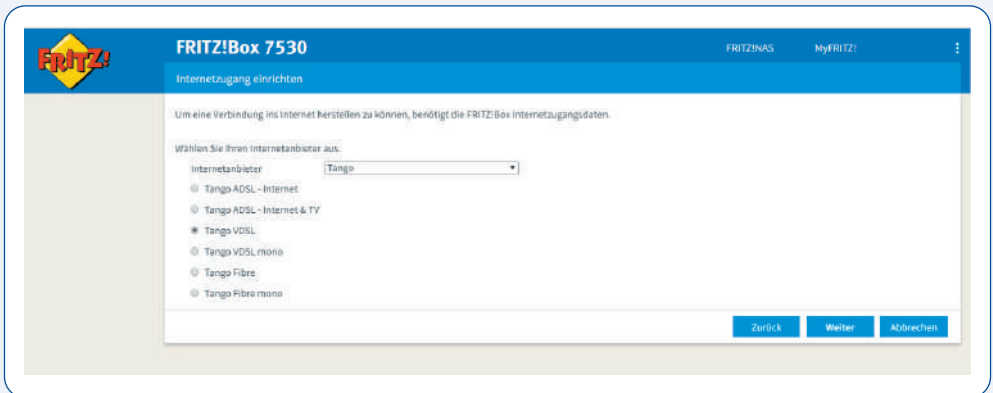 FRITZ!
FRITZ!Box 7530
FRITZ!NAS
MyFRITZ!
Internetzugang einrichten
Um eine Verbindung ins Internet herstellen zu können, benötigt die FRITZ!Box Internetzugangsdaten.
Wählen Sie Ihren Internetanbieter aus.
Internetanbieter Tango
Tango ADSL - Internet
Tango ADSL - Internet & TV
Tango VDSL
Tango VDSL mono
Tango Fibre
Tango Fibre mono
Zurück Weiter Abbrechen